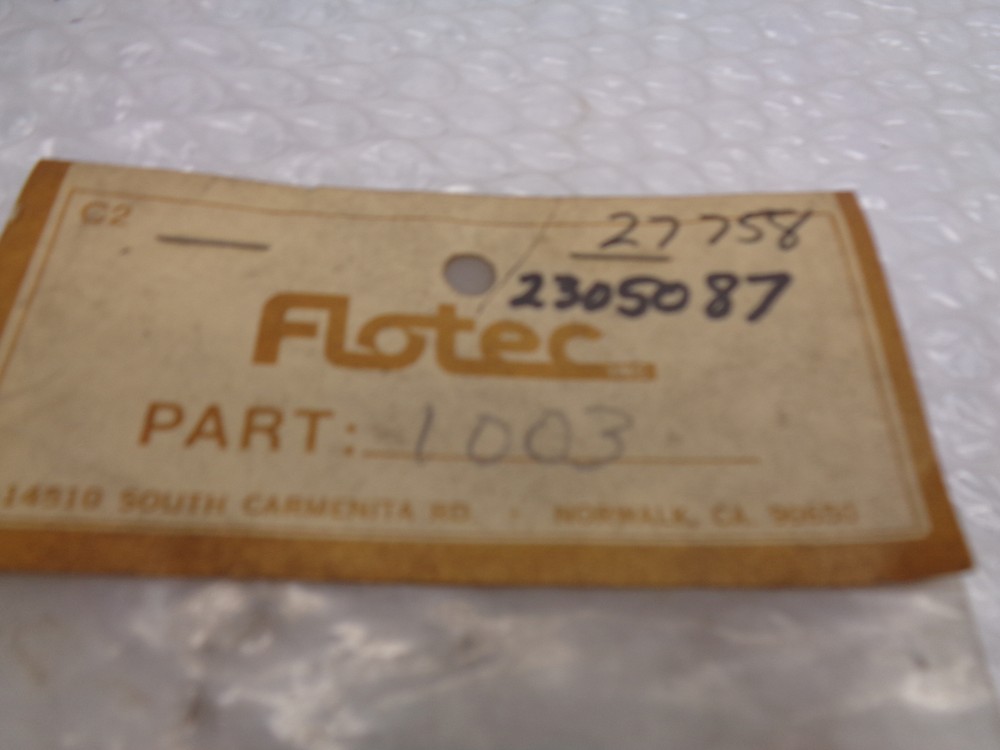 C2
27758
2305087
Flotec
PART: 1003
14510 SOUTH CARMENITA RD. · NORWALK, CA. 90650